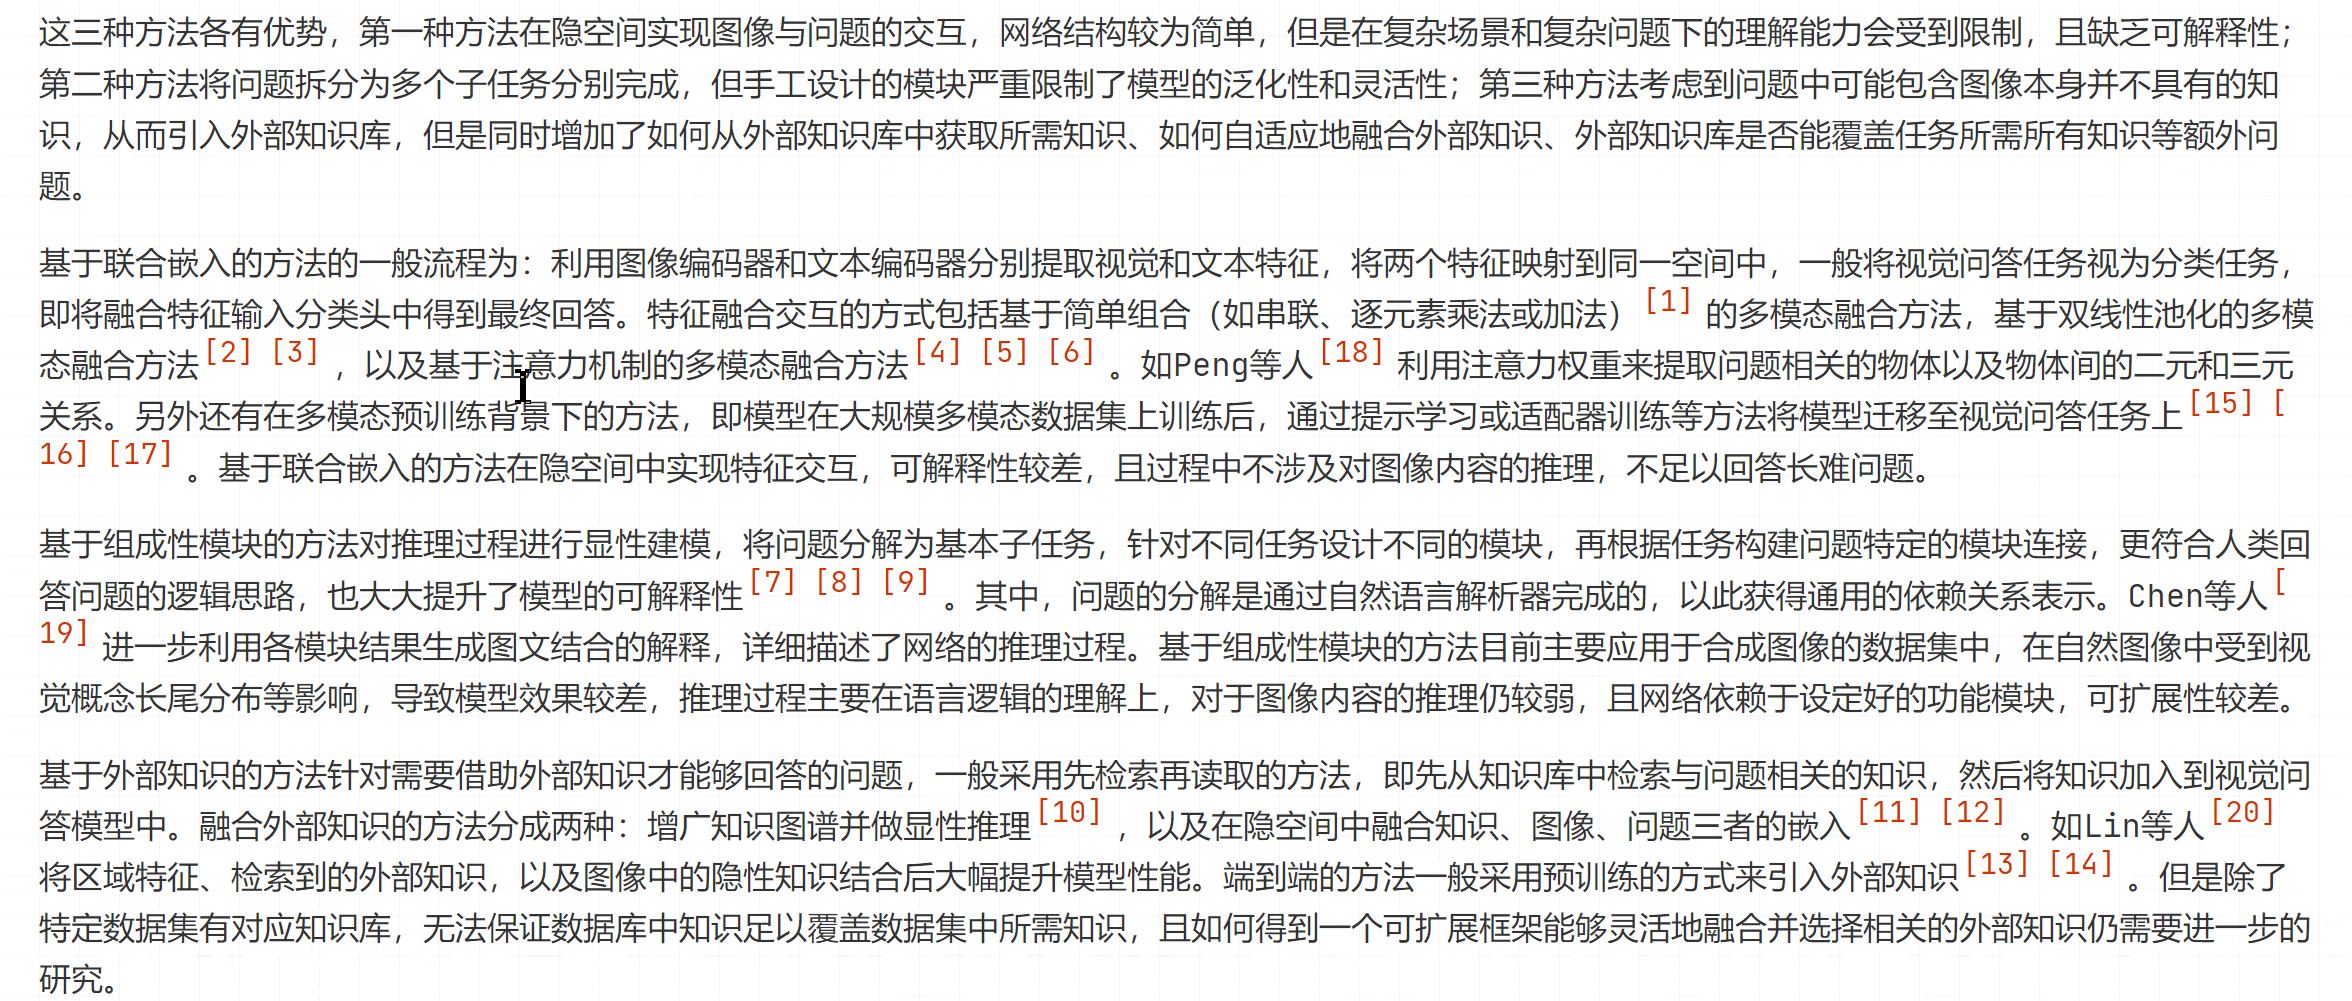 这三种方法各有优势，第一种方法在隐空间实现图像与问题的交互，网络结构较为简单，但是在复杂场景和复杂问题下的理解能力会受到限制，且缺乏可解释性；
第二种方法将问题拆分为多个子任务分别完成，但手工设计的模块严重限制了模型的泛化性和灵活性；第三种方法考虑到问题中可能包含图像本身并不具有的知
识，从而引入外部知识库，但是同时增加了如何从外部知识库中获取所需知识、如何自适应地融合外部知识、外部知识库是否能覆盖任务所需所有知识等额外问
题。
基于联合嵌入的方法的一般流程为：利用图像编码器和文本编码器分别提取视觉和文本特征，将两个特征映射到同一空间中，一般将视觉问答任务视为分类任务，
即将融合特征输入分类头中得到最终回答。特征融合交互的方式包括基于简单组合（如串联、逐元素乘法或加法）[1] 的多模态融合方法，基于双线性池化的多模
态融合方法[2] [3] ，以及基于注意力机制的多模态融合方法[4] [5] [6] 。如Peng等人[18] 利用注意力权重来提取问题相关的物体以及物体间的二元和三元
关系。另外还有在多模态预训练背景下的方法，即模型在大规模多模态数据集上训练后，通过提示学习或适配器训练等方法将模型迁移至视觉问答任务上[15] [
16] [17] 。基于联合嵌入的方法在隐空间中实现特征交互，可解释性较差，且过程中不涉及对图像内容的推理，不足以回答长难问题。
基于组成性模块的方法对推理过程进行显性建模，将问题分解为基本子任务，针对不同任务设计不同的模块，再根据任务构建问题特定的模块连接，更符合人类回
答问题的逻辑思路，也大大提升了模型的可解释性[7] [8] [9] 。其中，问题的分解是通过自然语言解析器完成的，以此获得通用的依赖关系表示。Chen等人[
19] 进一步利用各模块结果生成图文结合的解释，详细描述了网络的推理过程。基于组成性模块的方法目前主要应用于合成图像的数据集中，在自然图像中受到视
觉概念长尾分布等影响，导致模型效果较差，推理过程主要在语言逻辑的理解上，对于图像内容的推理仍较弱，且网络依赖于设定好的功能模块，可扩展性较差。
基于外部知识的方法针对需要借助外部知识才能够回答的问题，一般采用先检索再读取的方法，即先从知识库中检索与问题相关的知识，然后将知识加入到视觉问
答模型中。融合外部知识的方法分成两种：增广知识图谱并做显性推理[10] ，以及在隐空间中融合知识、图像、问题三者的嵌入[11] [12] 。如Lin等人[20]
将区域特征、检索到的外部知识，以及图像中的隐性知识结合后大幅提升模型性能。端到端的方法一般采用预训练的方式来引入外部知识[13] [14] 。但是除了
特定数据集有对应知识库，无法保证数据库中知识足以覆盖数据集中所需知识，且如何得到一个可扩展框架能够灵活地融合并选择相关的外部知识仍需要进一步的
研究。